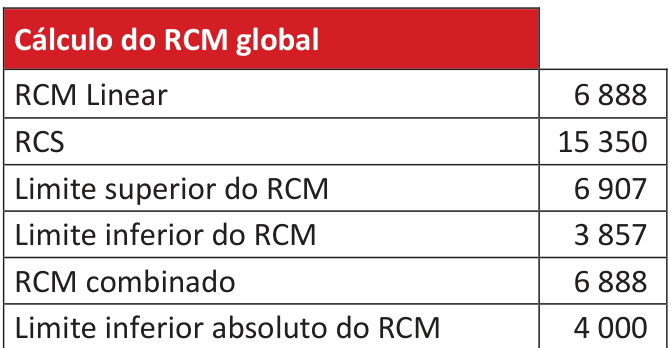 Cálculo do RCM global
RCM Linear 6 888
RCS 15 350
Limite superior do RCM 6 907
Limite inferior do RCM 3 857
RCM combinado 6 888
Limite inferior absoluto do RCM 4 000